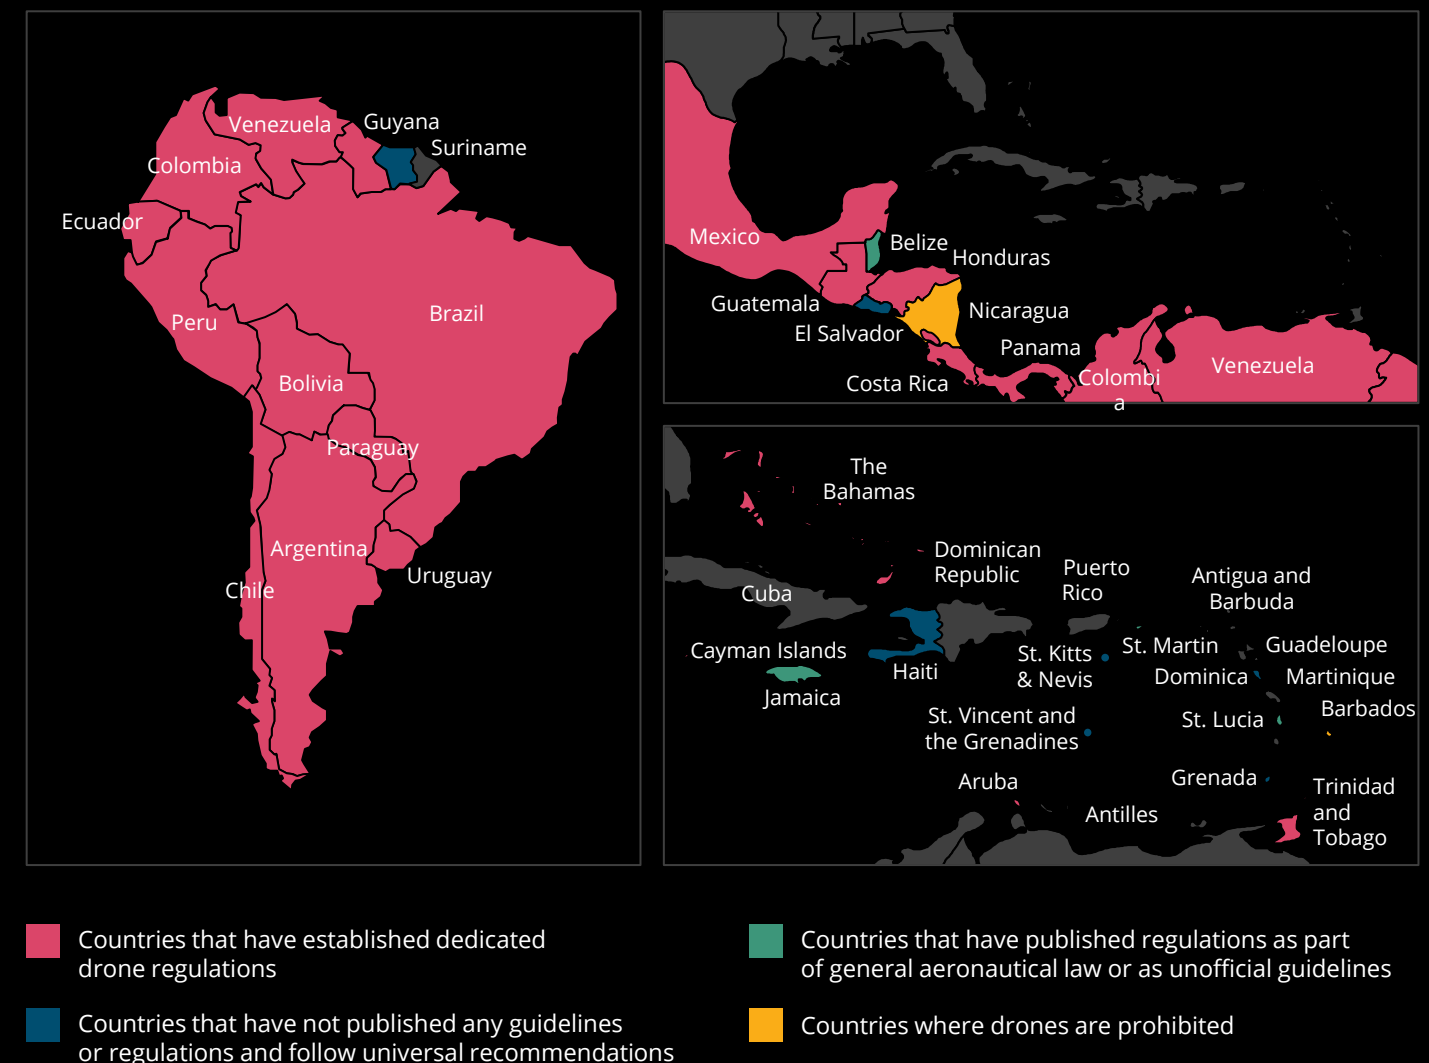 Venezuela
Guyana
Suriname
Colombia
Ecuador
Peru
Brazil
Bolivia
Paraguay
Argentina
Uruguay
Chile
Mexico
Belize
Honduras
Guatemala
Nicaragua
El Salvador
Panama
Costa Rica
Colombi
a
Venezuela
The
Bahamas
Dominican
Republic
Puerto
Rico
Antigua and
Barbuda
Cuba
Cayman Islands
Jamaica
Haiti
St. Kitts
& Nevis
St. Martin
Guadeloupe
Dominica
Martinique
St. Vincent and
the Grenadines
St. Lucia
Barbados
Aruba
Antilles
Grenada
Trinidad
and
Tobago
Countries that have established dedicated
drone regulations
Countries that have not published any guidelines
or regulations and follow universal recommendations
Countries that have published regulations as part
of general aeronautical law or as unofficial guidelines
Countries where drones are prohibited